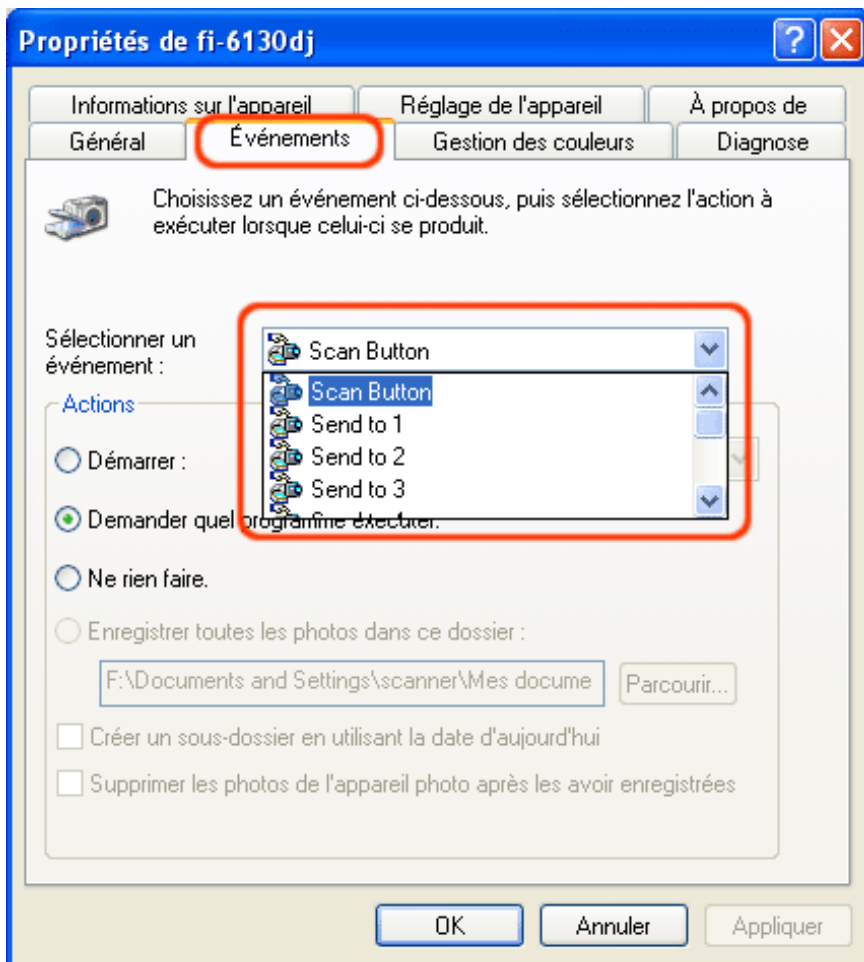 Propriétés de fi-6130dj
Informations sur l'appareil Réglage de l'appareil À propos de
Général Événements Gestion des couleurs Diagnose
Choisissez un événement ci-dessous, puis sélectionnez l'action à
exécuter lorsque celui-ci se produit.
Sélectionner un
événement :
Scan Button
Scan Button
Send to 1
Send to 2
Send to 3
Actions
Démarrer :
Demander quel programme exécuter.
Ne rien faire.
Enregistrer toutes les photos dans ce dossier :
F:\Documents and Settings\scanner\Mes docume Parcourir...
Créer un sous-dossier en utilisant la date d'aujourd'hui
Supprimer les photos de l'appareil photo après les avoir enregistrées
OK Annuler Appliquer